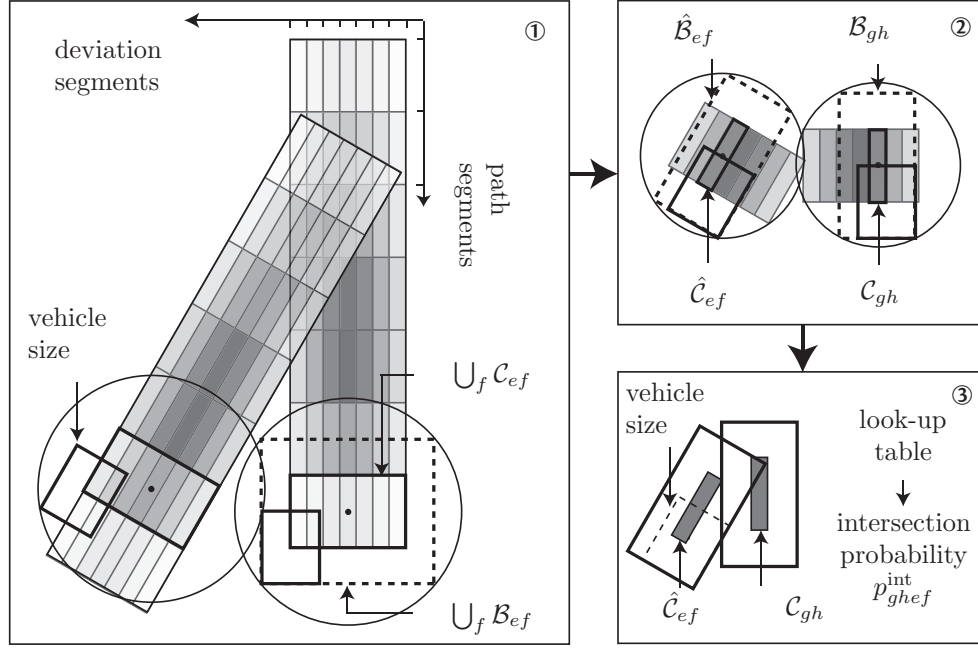 ①
deviation
segments
path
segments
vehicle
size
⋃_f 𝒞_ef
⋃_f ℬ_ef
②
ℬ̂_ef
ℬ_gh
𝒞̂_ef
𝒞_gh
③
vehicle
size
look-up
table
intersection
probability
p^int_ghef
𝒞̂_ef
𝒞_gh